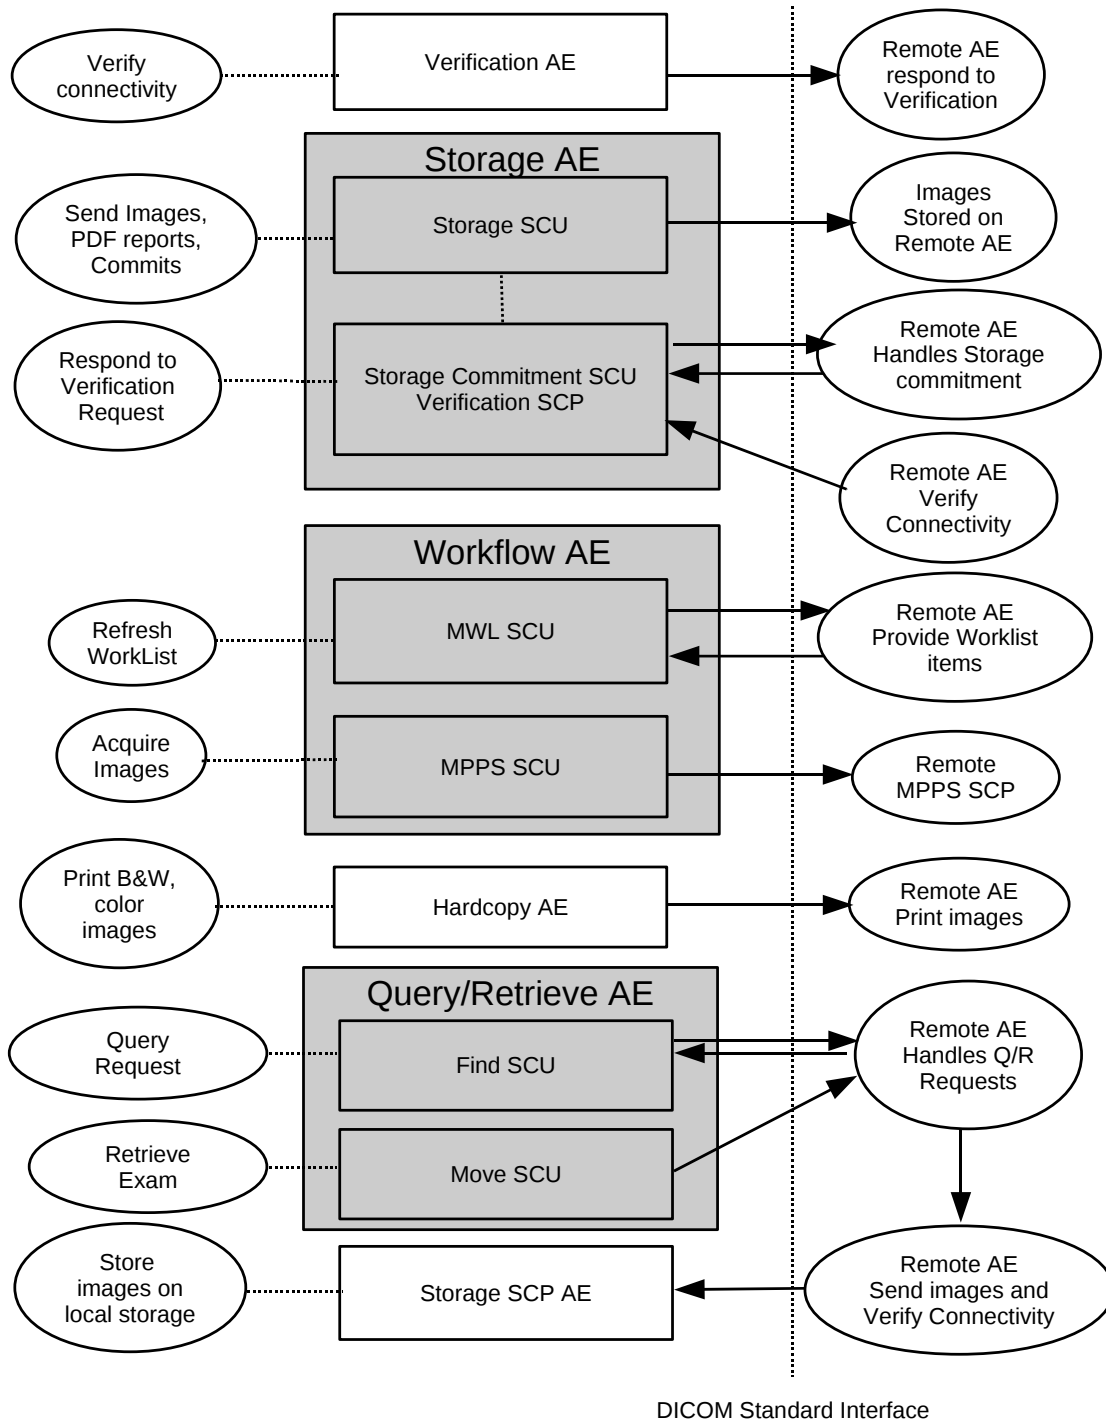 Verify
connectivity
Verification AE
Remote AE
respond to
Verification
Storage AE
Send Images,
PDF reports,
Commits
Storage SCU
Images
Stored on
Remote AE
Respond to
Verification
Request
Storage Commitment SCU
Verification SCP
Remote AE
Handles Storage
commitment
Remote AE
Verify
Connectivity
Workflow AE
Refresh
WorkList
MWL SCU
Remote AE
Provide Worklist
items
Acquire
Images
MPPS SCU
Remote
MPPS SCP
Print B&W,
color
images
Hardcopy AE
Remote AE
Print images
Query/Retrieve AE
Query
Request
Find SCU
Remote AE
Handles Q/R
Requests
Retrieve
Exam
Move SCU
Store
images on
local storage
Storage SCP AE
Remote AE
Send images and
Verify Connectivity
DICOM Standard Interface